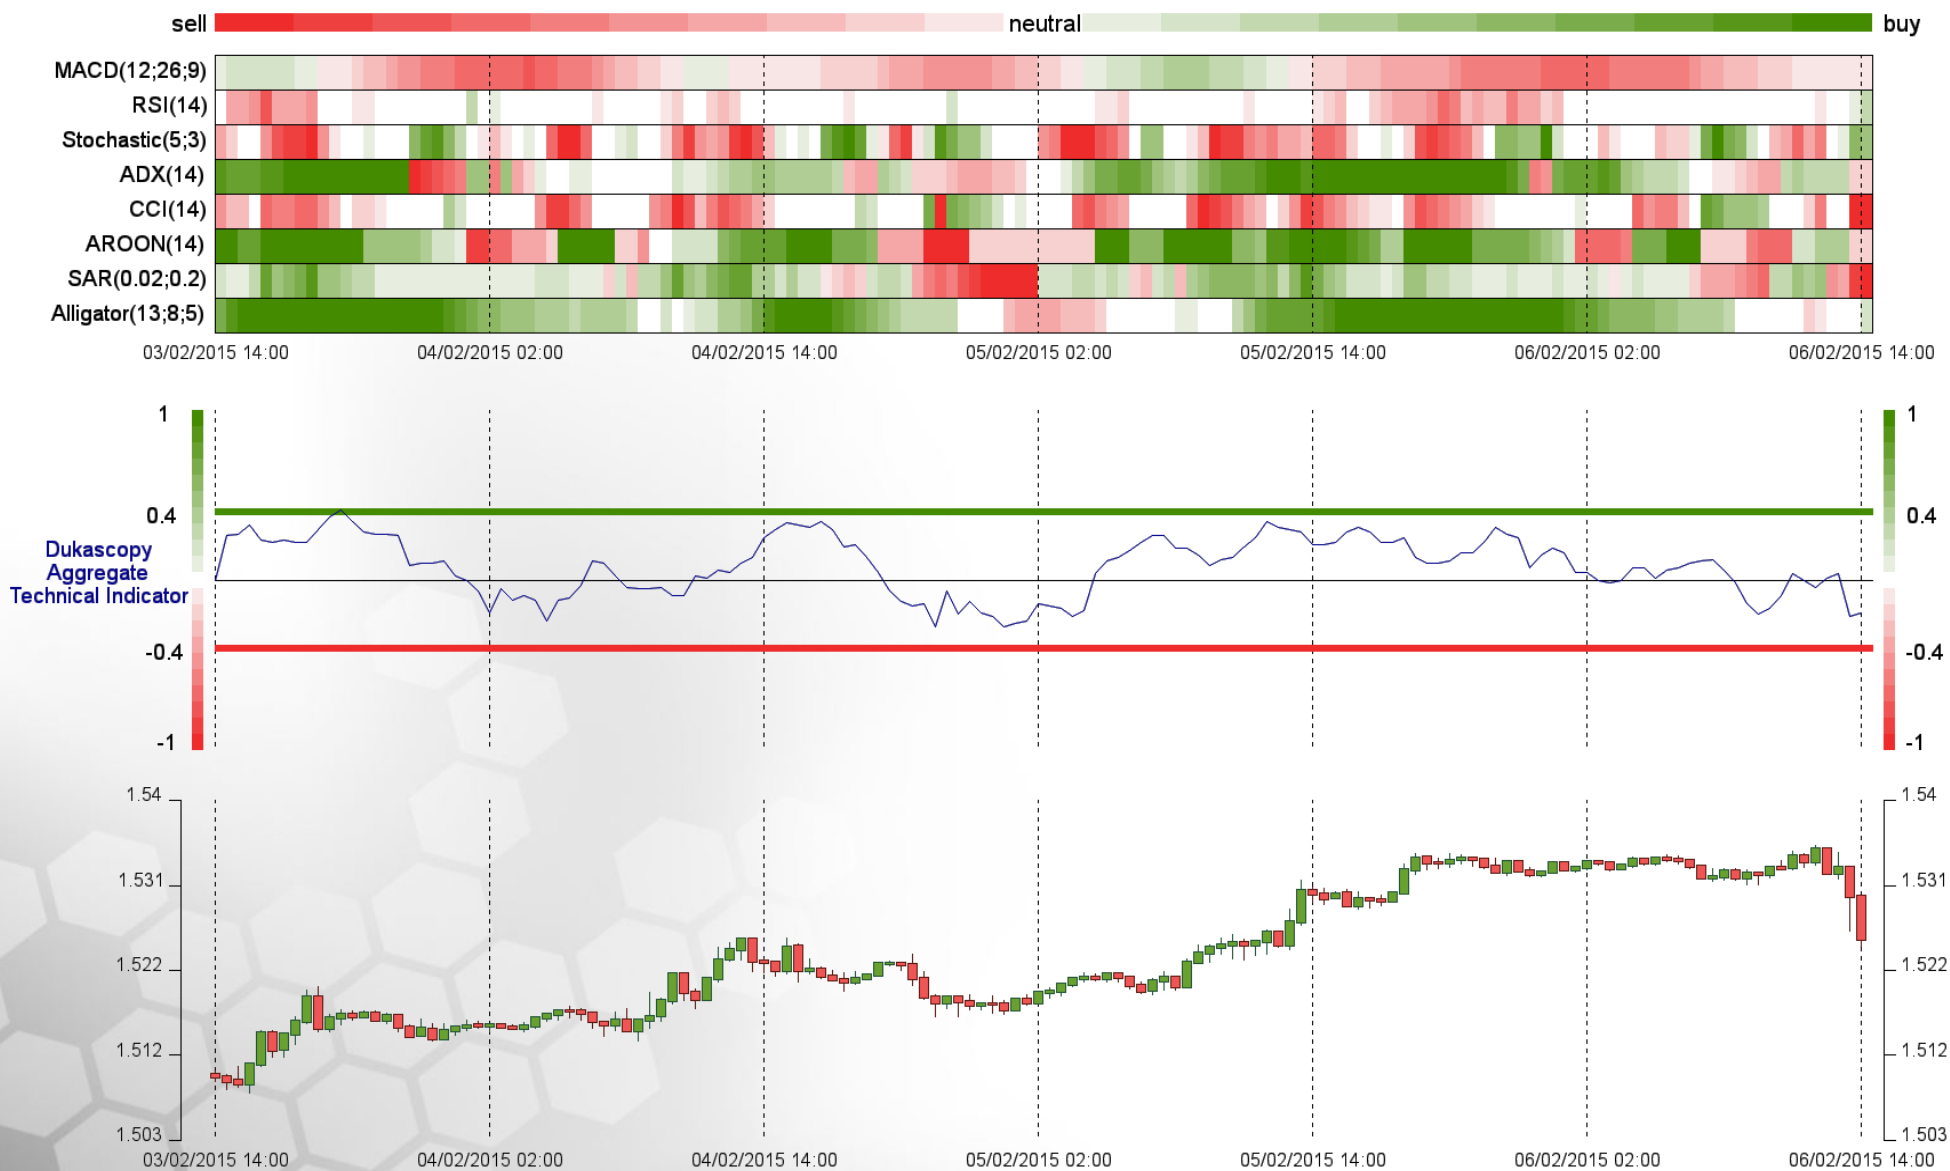 sell neutral buy
MACD(12;26;9)
RSI(14)
Stochastic(5;3)
ADX(14)
CCI(14)
AROON(14)
SAR(0.02;0.2)
Alligator(13;8;5)
03/02/2015 14:00 04/02/2015 02:00 04/02/2015 14:00 05/02/2015 02:00 05/02/2015 14:00 06/02/2015 02:00 06/02/2015 14:00
1 1
0.4 0.4
Dukascopy
Aggregate
Technical Indicator
-0.4 -0.4
-1 -1
1.54 1.54
1.531 1.531
1.522 1.522
1.512 1.512
1.503 1.503
03/02/2015 14:00 04/02/2015 02:00 04/02/2015 14:00 05/02/2015 02:00 05/02/2015 14:00 06/02/2015 02:00 06/02/2015 14:00